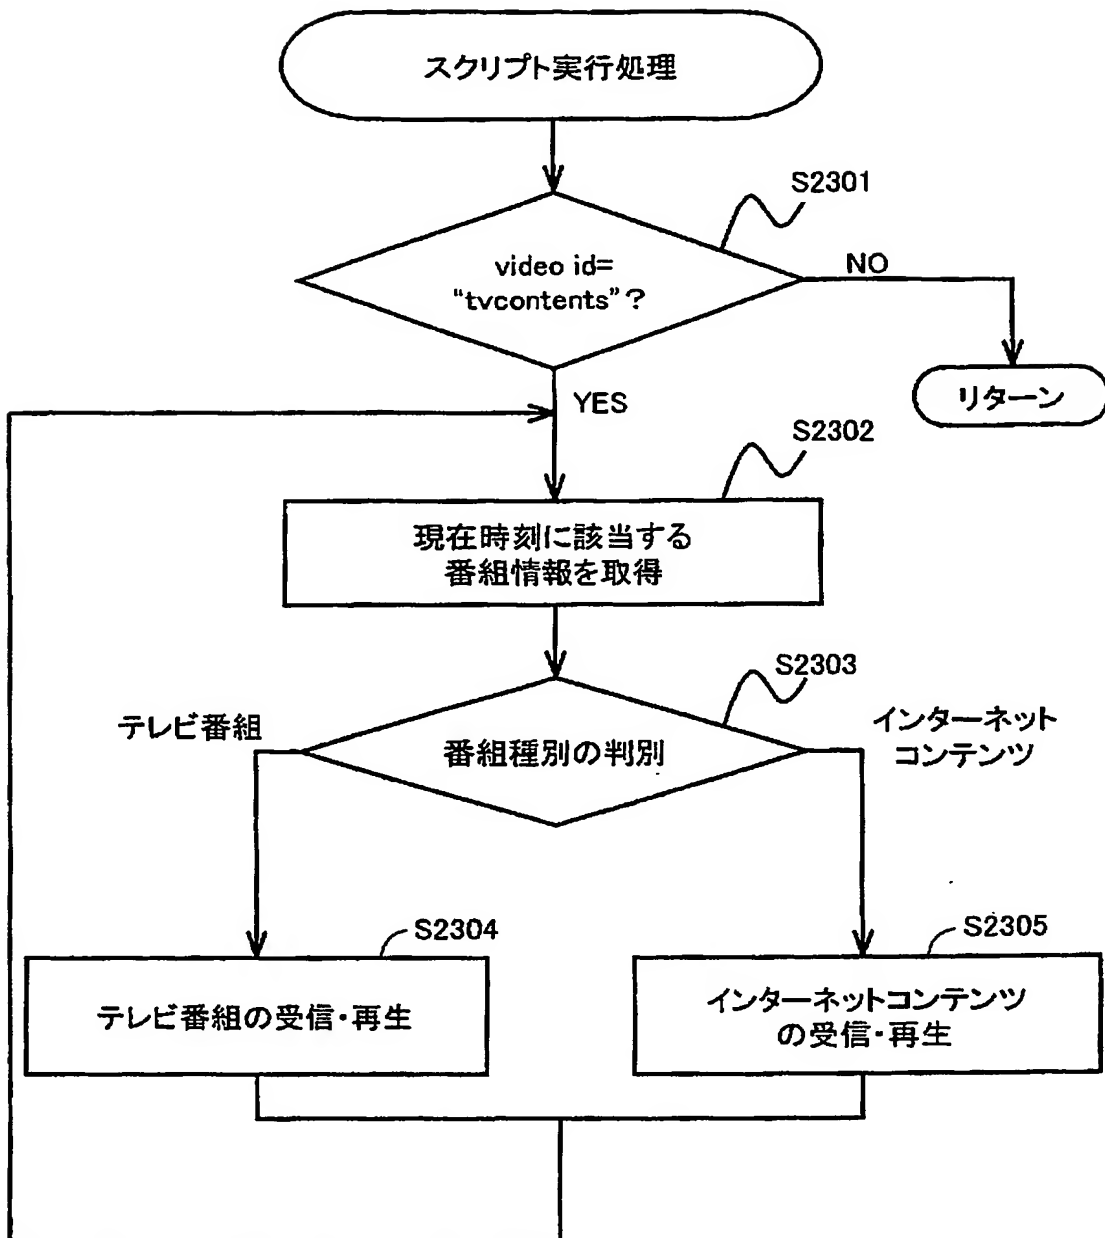 スクリプト実行処理
S2301
video id=
“tvcontents”?
NO
リターン
YES
S2302
現在時刻に該当する
番組情報を取得
S2303
テレビ番組
番組種別の判別
インターネット
コンテンツ
S2304
テレビ番組の受信・再生
S2305
インターネットコンテンツ
の受信・再生